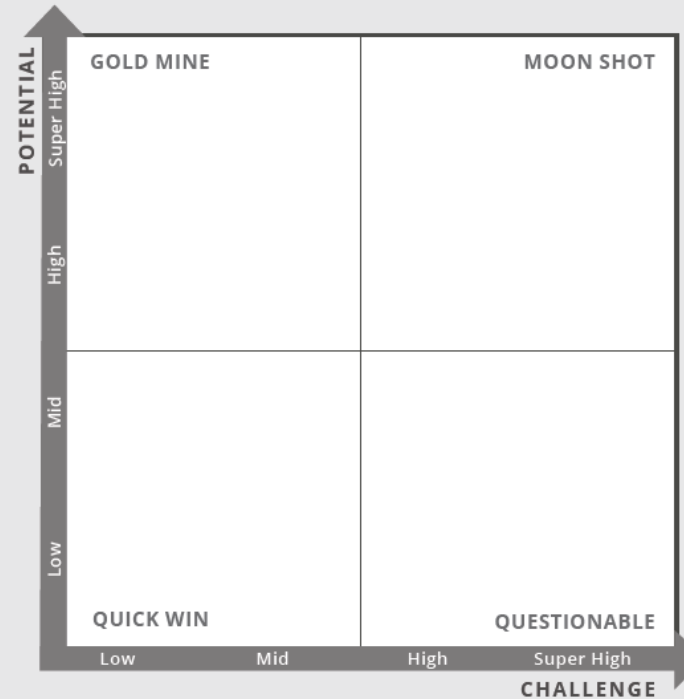 POTENTIAL
Super High
High
Mid
Low
GOLD MINE
MOON SHOT
QUICK WIN
QUESTIONABLE
Low
Mid
High
Super High
CHALLENGE